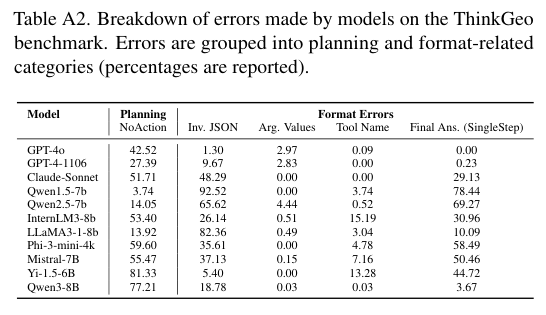 Table A2. Breakdown of errors made by models on the ThinkGeo
benchmark. Errors are grouped into planning and format-related
categories (percentages are reported).
Model Planning Format Errors
NoAction Inv. JSON Arg. Values Tool Name Final Ans. (SingleStep)
GPT-4o 42.52 1.30 2.97 0.09 0.00
GPT-4-1106 27.39 9.67 2.83 0.00 0.23
Claude-Sonnet 51.71 48.29 0.00 0.00 29.13
Qwen1.5-7b 3.74 92.52 0.00 3.74 78.44
Qwen2.5-7b 14.05 65.62 4.44 0.52 69.27
InternLM3-8b 53.40 26.14 0.51 15.19 30.96
LLaMA3-1-8b 13.92 82.36 0.49 3.04 10.09
Phi-3-mini-4k 59.60 35.61 0.00 4.78 58.49
Mistral-7B 55.47 37.13 0.15 7.16 50.46
Yi-1.5-6B 81.33 5.40 0.00 13.28 44.72
Qwen3-8B 77.21 18.78 0.03 0.03 3.67